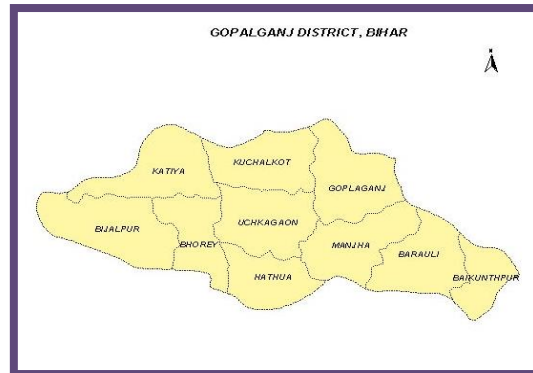 GOPALGANJ DISTRICT, BIHAR
KUCHALKOT
KATIYA
GOPLAGANJ
UCHKAGAON
BIJALPUR
BHOREY
MANJHA
BARAULI
HATHUA
BAIKUNTHPUR